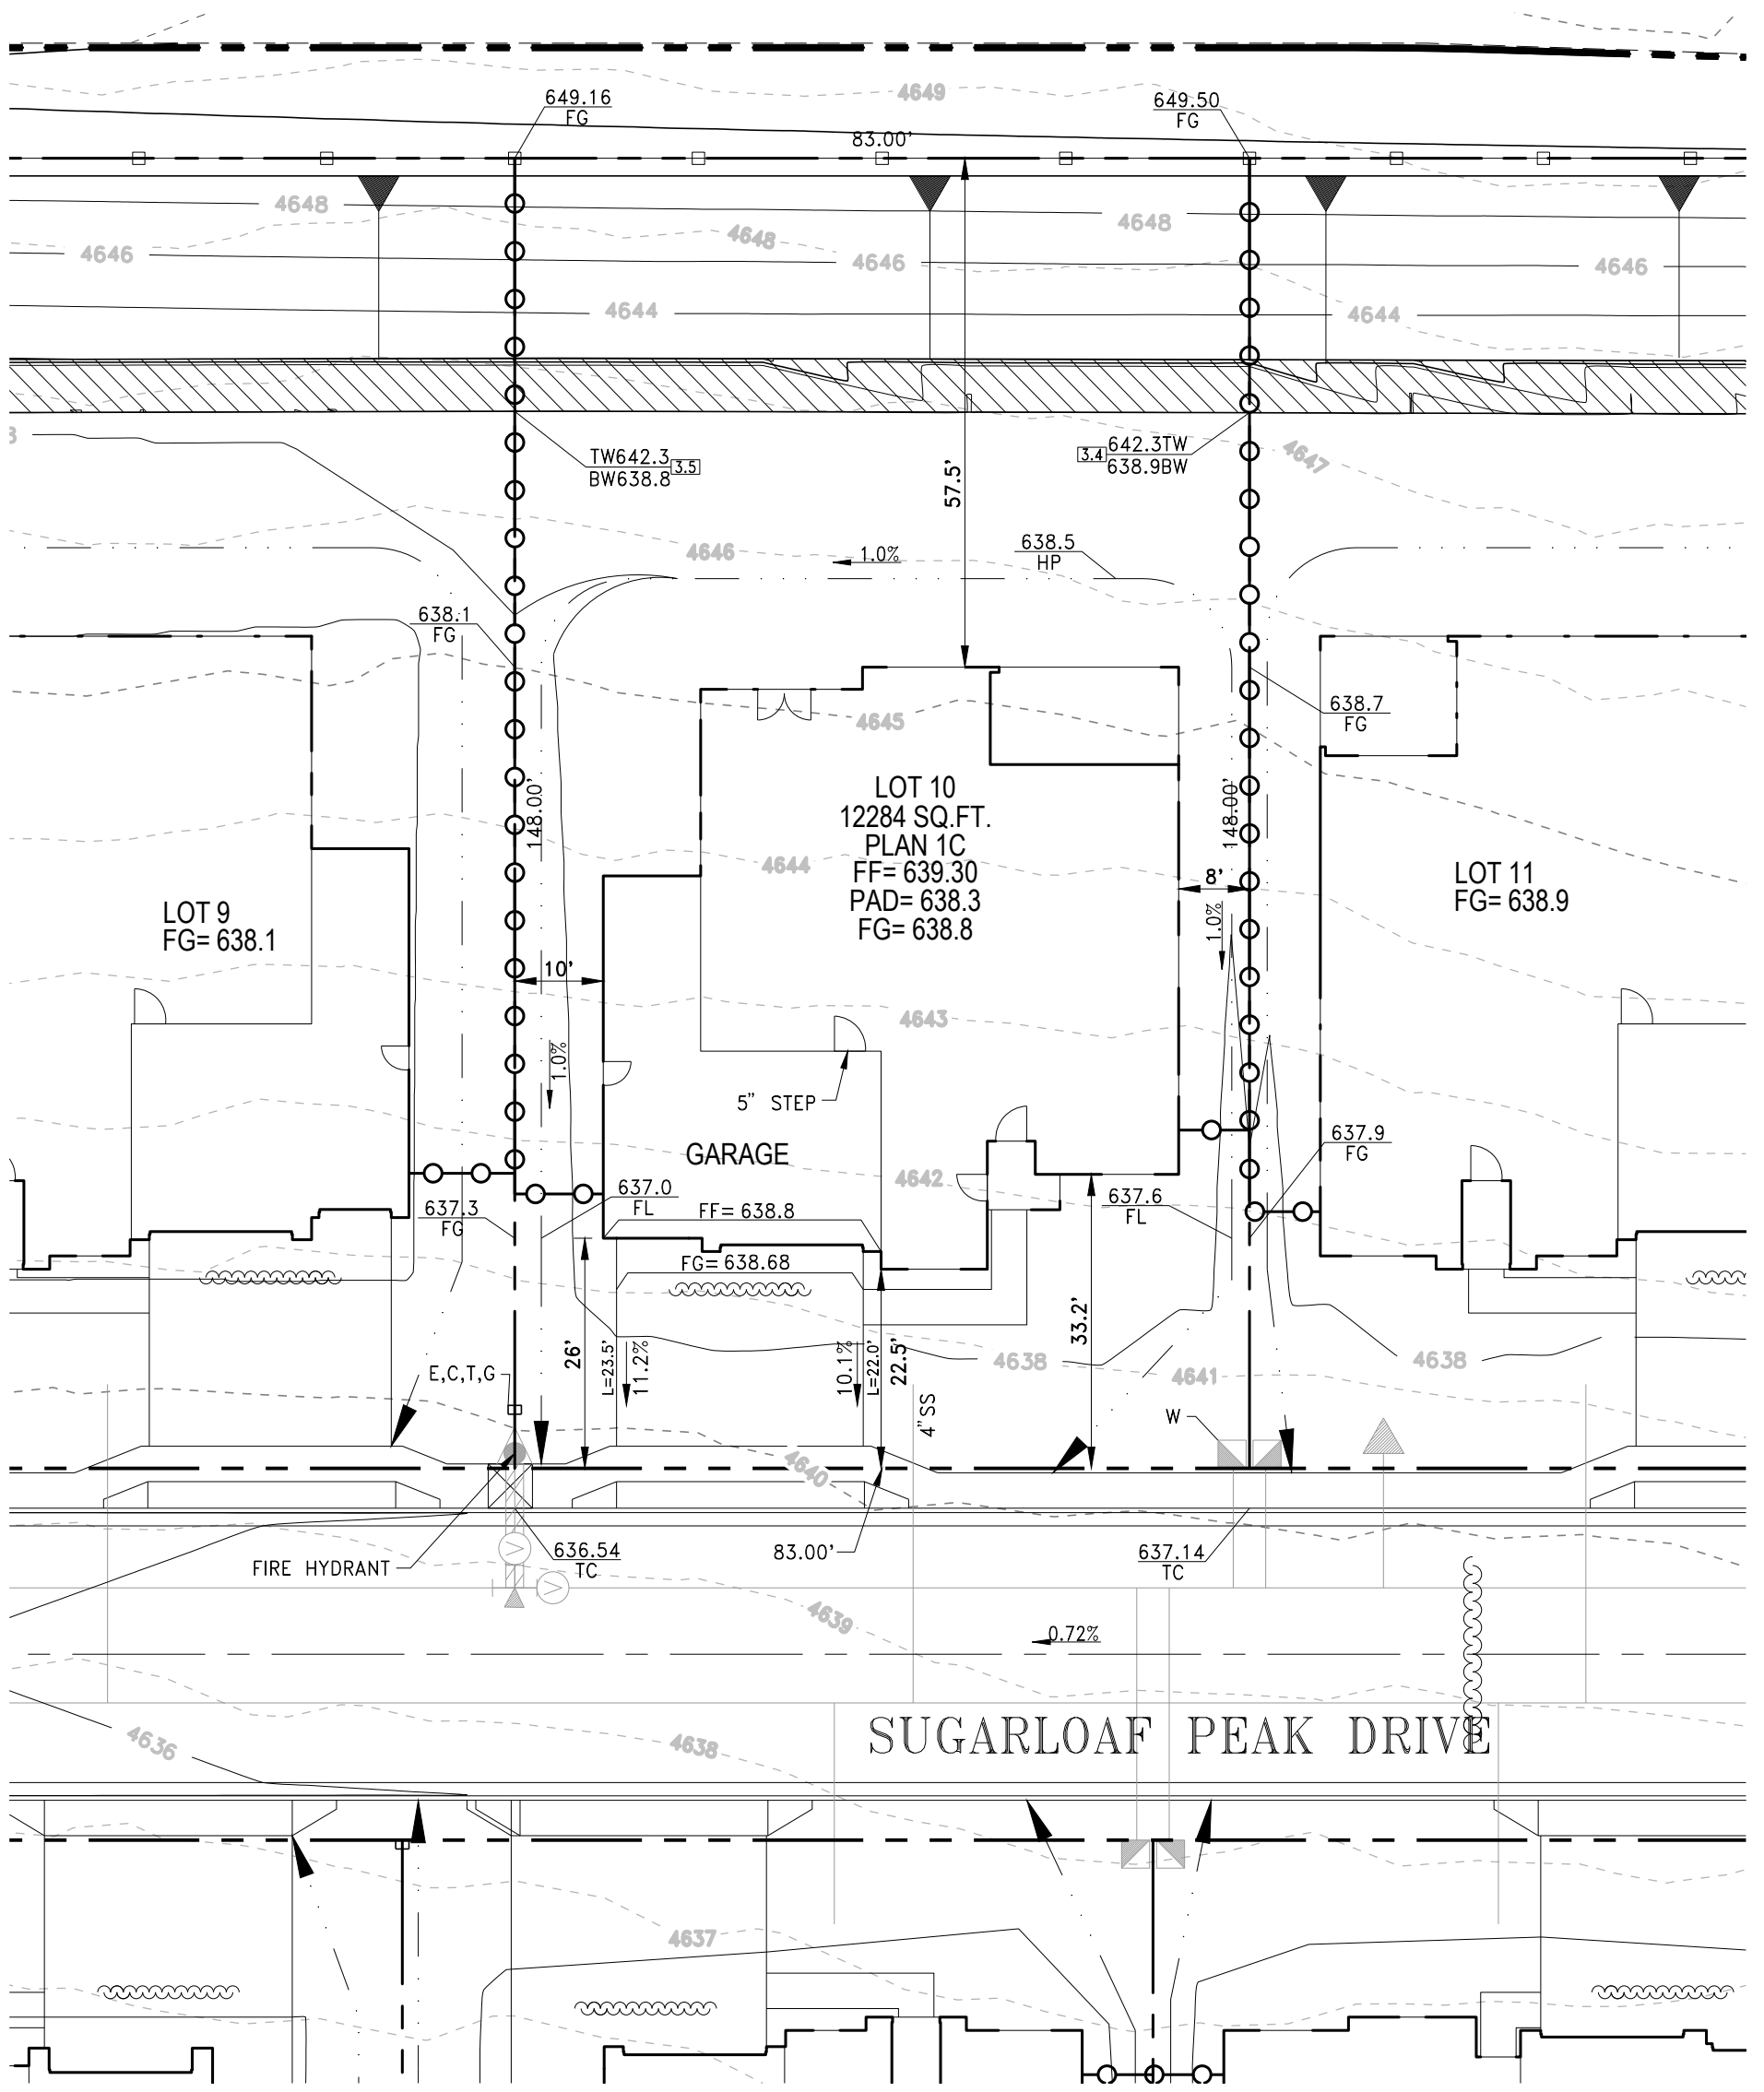 4649
649.16
FG
649.50
FG
83.00'
4648
4648
4648
4646
4646
4646
4644
4644
TW642.3
BW638.8
3.5
3.4
642.3TW
638.9BW
4647
57.5'
4646
1.0%
638.5
HP
638.1
FG
4645
638.7
FG
148.00'
148.00'
LOT 10
12284 SQ.FT.
PLAN 1C
FF= 639.30
PAD= 638.3
FG= 638.8
4644
8'
LOT 11
FG= 638.9
LOT 9
FG= 638.1
1.0%
10'
4643
1.0%
5" STEP
GARAGE
637.9
FG
4642
637.3
FG
637.0
FL
FF= 638.8
637.6
FL
FG= 638.68
26'
L=23.5'
11.2%
10.1%
L=22.0'
22.5'
33.2'
4638
4638
4641
E,C,T,G
4" SS
W
4640
FIRE HYDRANT
636.54
TC
83.00'
637.14
TC
4639
0.72%
SUGARLOAF PEAK DRIVE
4636
4638
4637